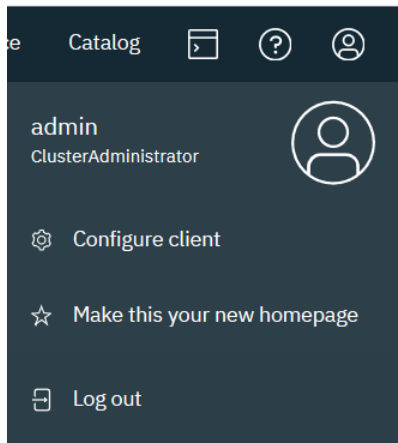 Catalog
admin
ClusterAdministrator
Configure client
Make this your new homepage
Log out